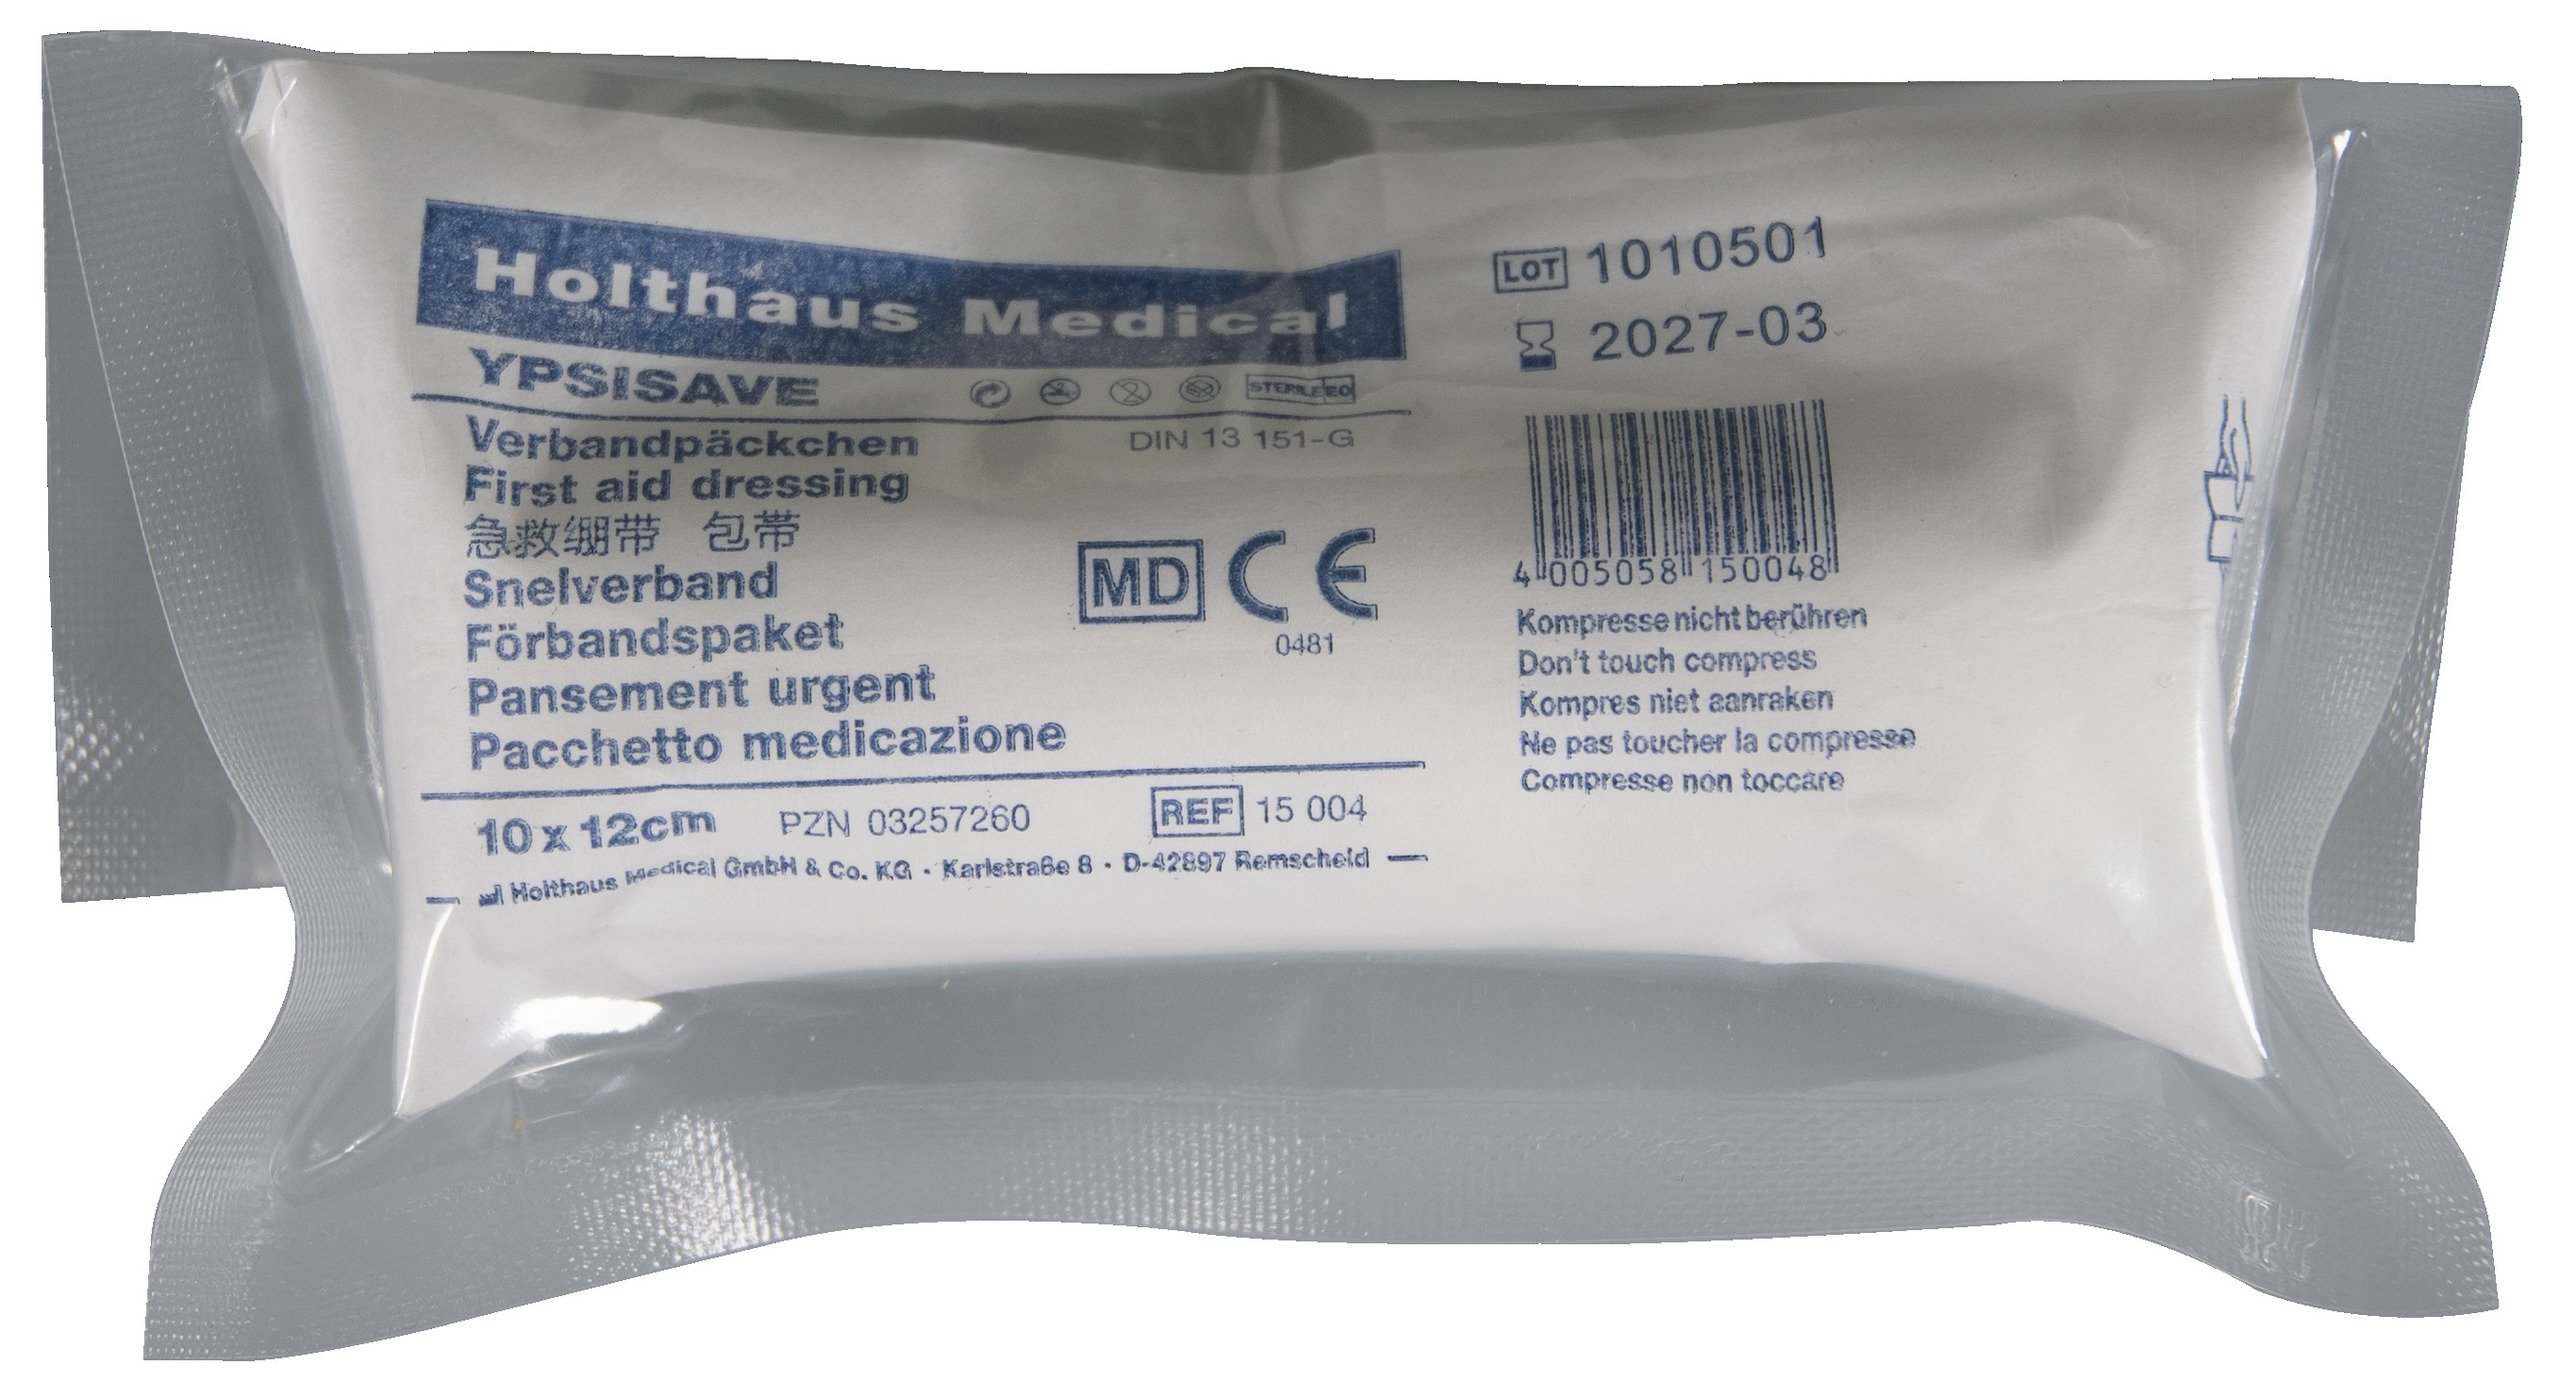 Holthaus Medical
YPSISAVE
STERILE EO
Verbandpäckchen
DIN 13 151-G
First aid dressing
急救绷带 包带
Snelverband
Förbandspaket
Pansement urgent
Pacchetto medicazione
MD CE
0481
10 x 12cm PZN 03257260 REF 15 004
Holthaus Medical GmbH & Co. KG · Karlstraße 8 · D-42897 Remscheid
LOT 1010501
2027-03
4 005058 150048
Kompresse nicht berühren
Don't touch compress
Kompres niet aanraken
Ne pas toucher la compresse
Compresse non toccare